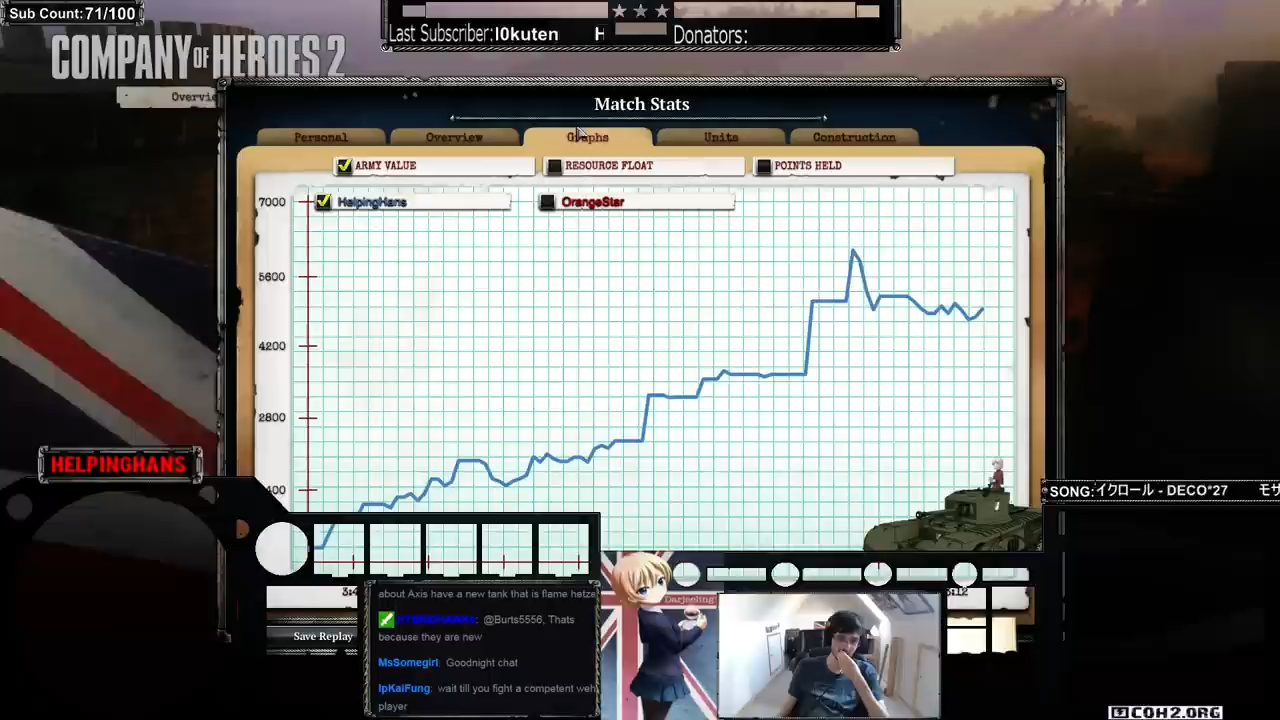 Sub Count:71/100
Last Subscriber:l0kuten
Donators:
COMPANY OF HEROES 2
Match Stats
Personal
Overview
Graphs
Units
Construction
ARMY VALUE
RESOURCE FLOAT
POINTS HELD
HelpingHans
OrangeStar
7000
5600
4200
2800
400
HELPINGHANS
SONG:イクロール - DECO*27
Save Replay
about Axis have a new tank that is flame hetze
@Burts5556, Thats
because they are new
MsSomegirl: Goodnight chat
IpKaiFung: wait till you fight a competent weh
player
Darjeeling
COH2.ORG